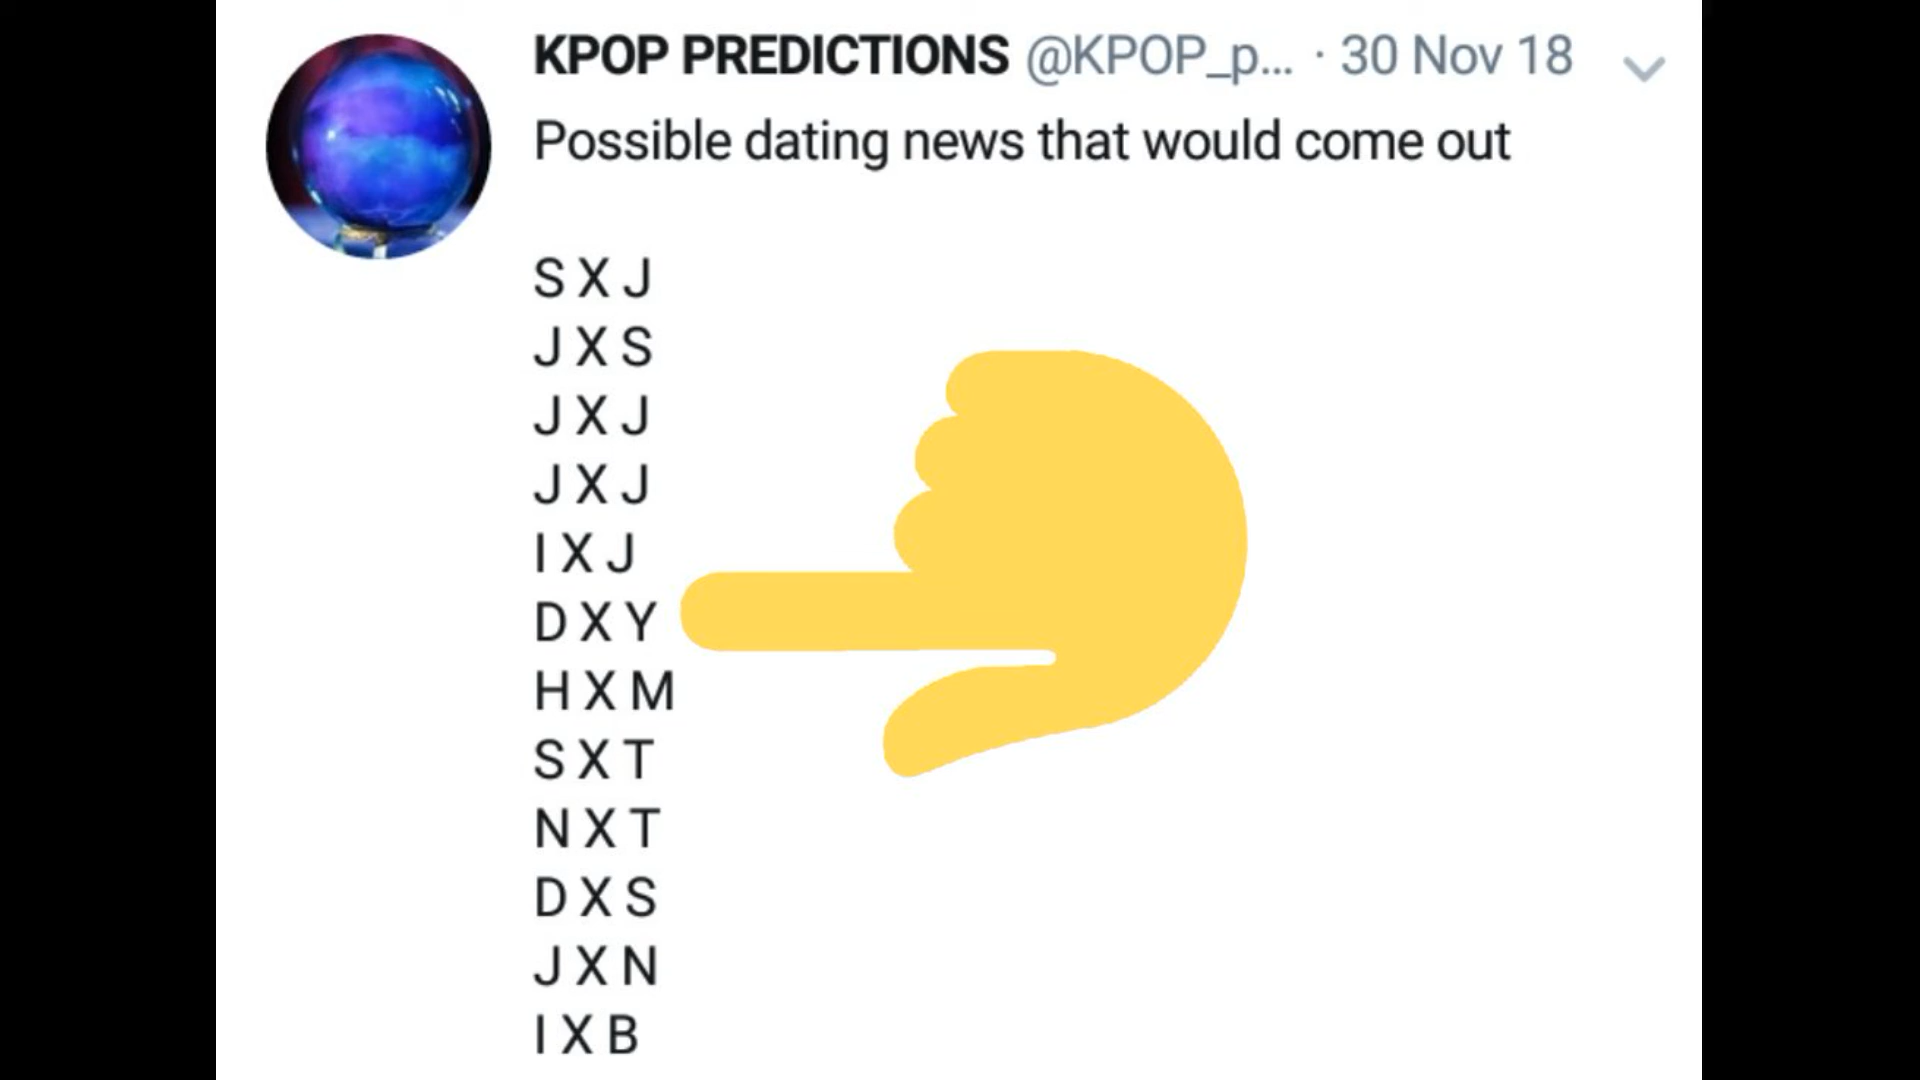 KPOP PREDICTIONS @KPOP_p... · 30 Nov 18
Possible dating news that would come out
S X J
J X S
J X J
J X J
I X J
D X Y
H X M
S X T
N X T
D X S
J X N
I X B